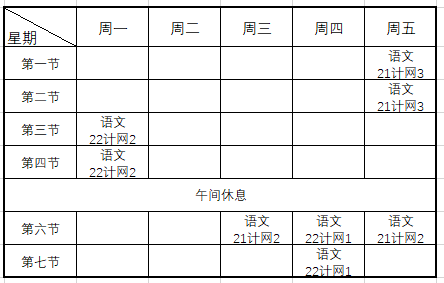 星期 周一 周二 周三 周四 周五
第一节 语文
21计网3
第二节 语文
21计网3
第三节 语文
22计网2
第四节 语文
22计网2
午间休息
第六节 语文 语文 语文
21计网2 22计网1 21计网2
第七节 语文
22计网1